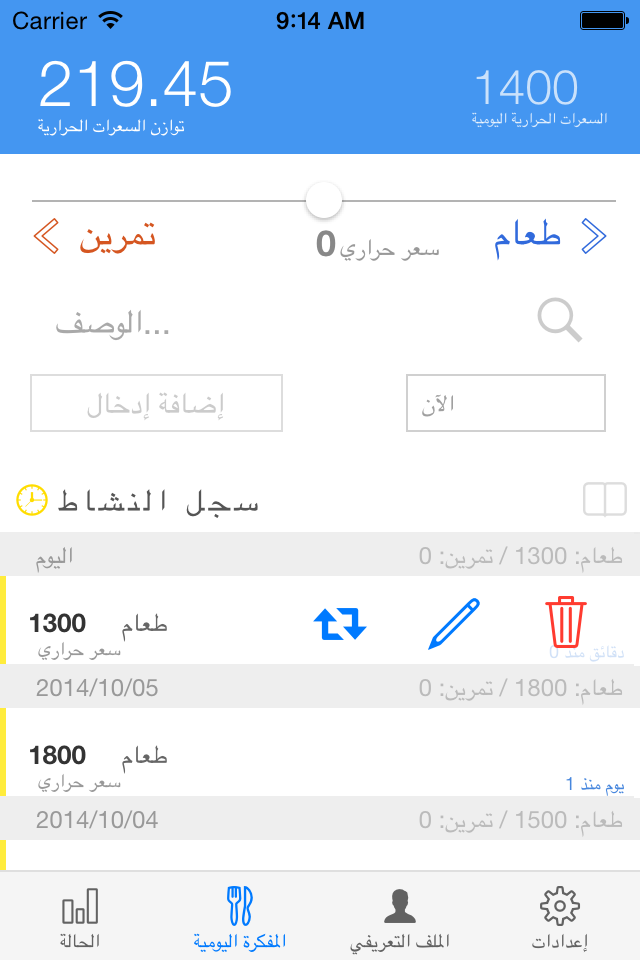 Carrier
9:14 AM
219.45
توازن السعرات الحرارية
1400
السعرات الحرارية اليومية
تمرين
0 سعر حراري
طعام
الوصف...
إضافة إدخال
الآن
سجل النشاط
اليوم
طعام: 1300 / تمرين: 0
1300 طعام
سعر حراري
دقائق منذ 0
2014/10/05
طعام: 1800 / تمرين: 0
1800 طعام
سعر حراري
يوم منذ 1
2014/10/04
طعام: 1500 / تمرين: 0
الحالة
المفكرة اليومية
الملف التعريفي
إعدادات